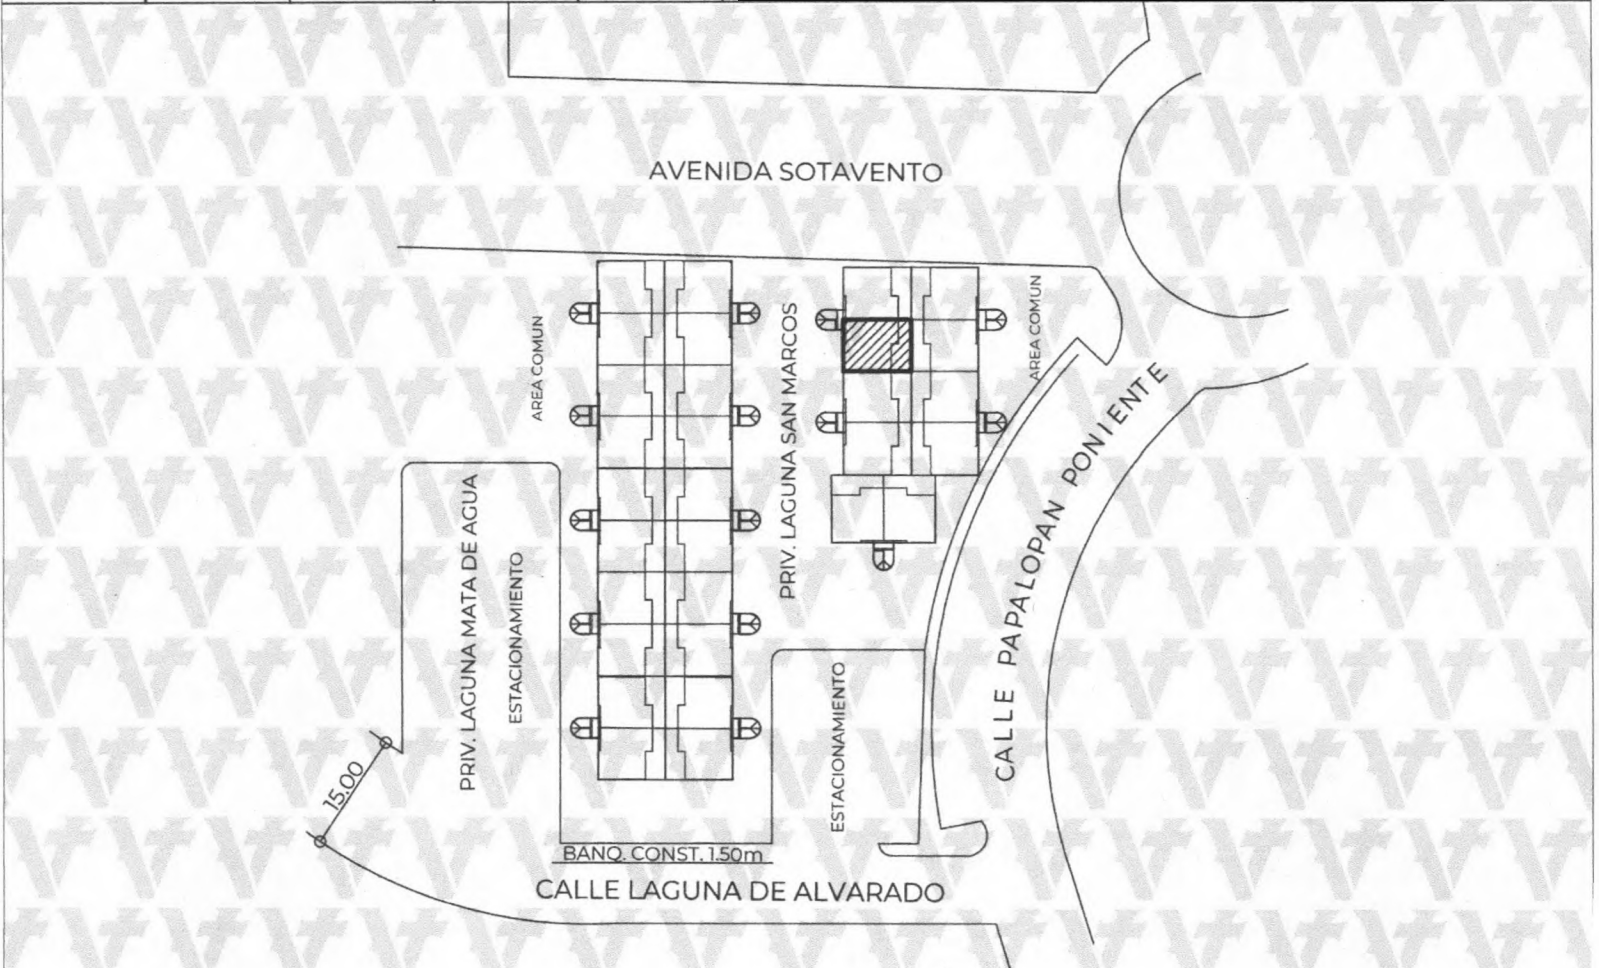 AVENIDA SOTAVENTO
AREA COMUN
PRIV. LAGUNA SAN MARCOS
AREA COMUN
CALLE PAPALOPAN PONIENTE
PRIV. LAGUNA MATA DE AGUA
ESTACIONAMIENTO
ESTACIONAMIENTO
15.00
BANQ. CONST. 1.50m
CALLE LAGUNA DE ALVARADO